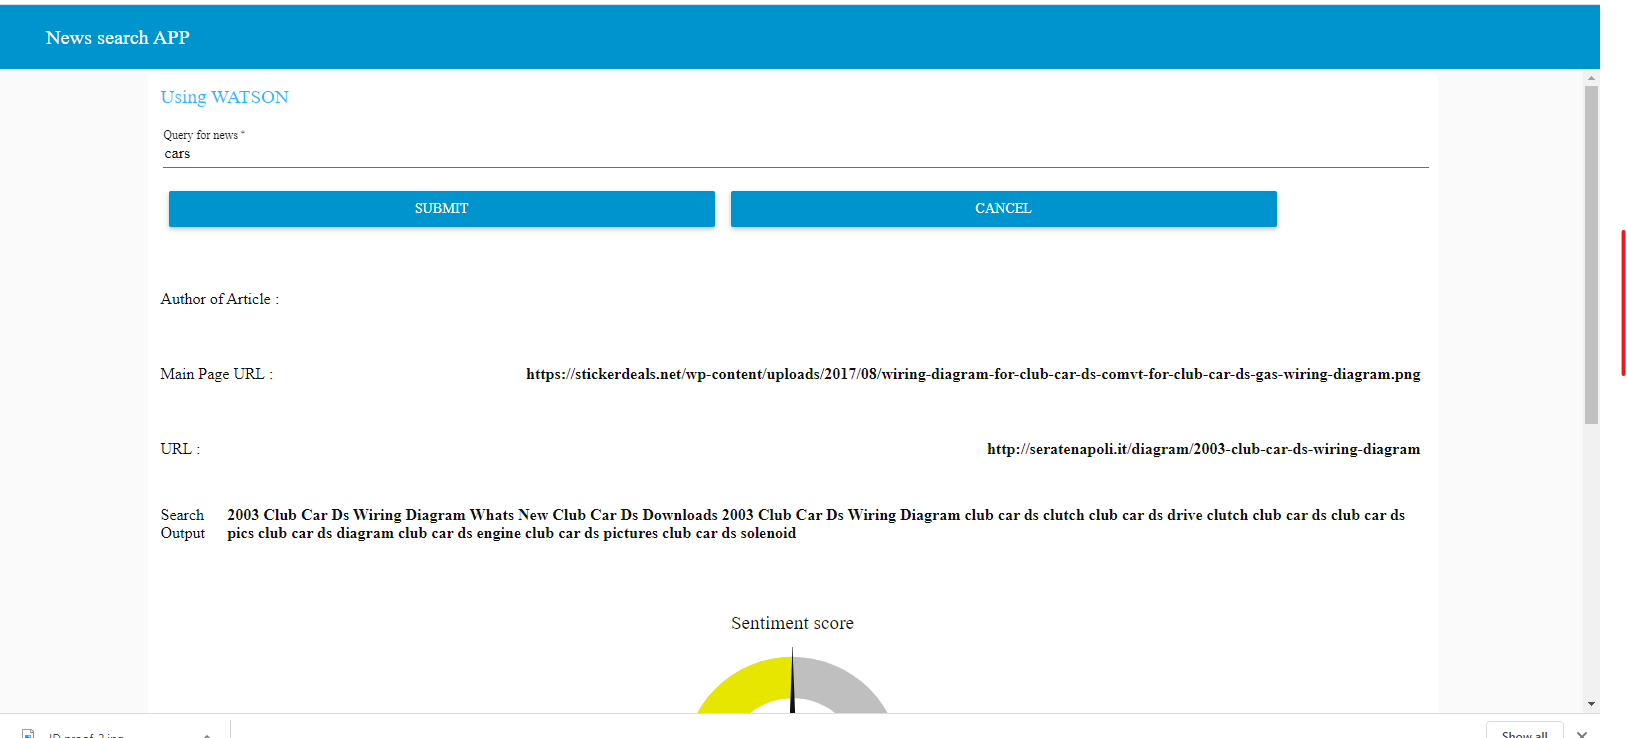 News search APP
Using WATSON
Query for news *
cars
SUBMIT
CANCEL
Author of Article :
Main Page URL :
https://stickerdeals.net/wp-content/uploads/2017/08/wiring-diagram-for-club-car-ds-comvt-for-club-car-ds-gas-wiring-diagram.png
URL :
http://seratenapoli.it/diagram/2003-club-car-ds-wiring-diagram
Search
Output
2003 Club Car Ds Wiring Diagram Whats New Club Car Ds Downloads 2003 Club Car Ds Wiring Diagram club car ds clutch club car ds drive clutch club car ds club car ds
pics club car ds diagram club car ds engine club car ds pictures club car ds solenoid
Sentiment score
Show all